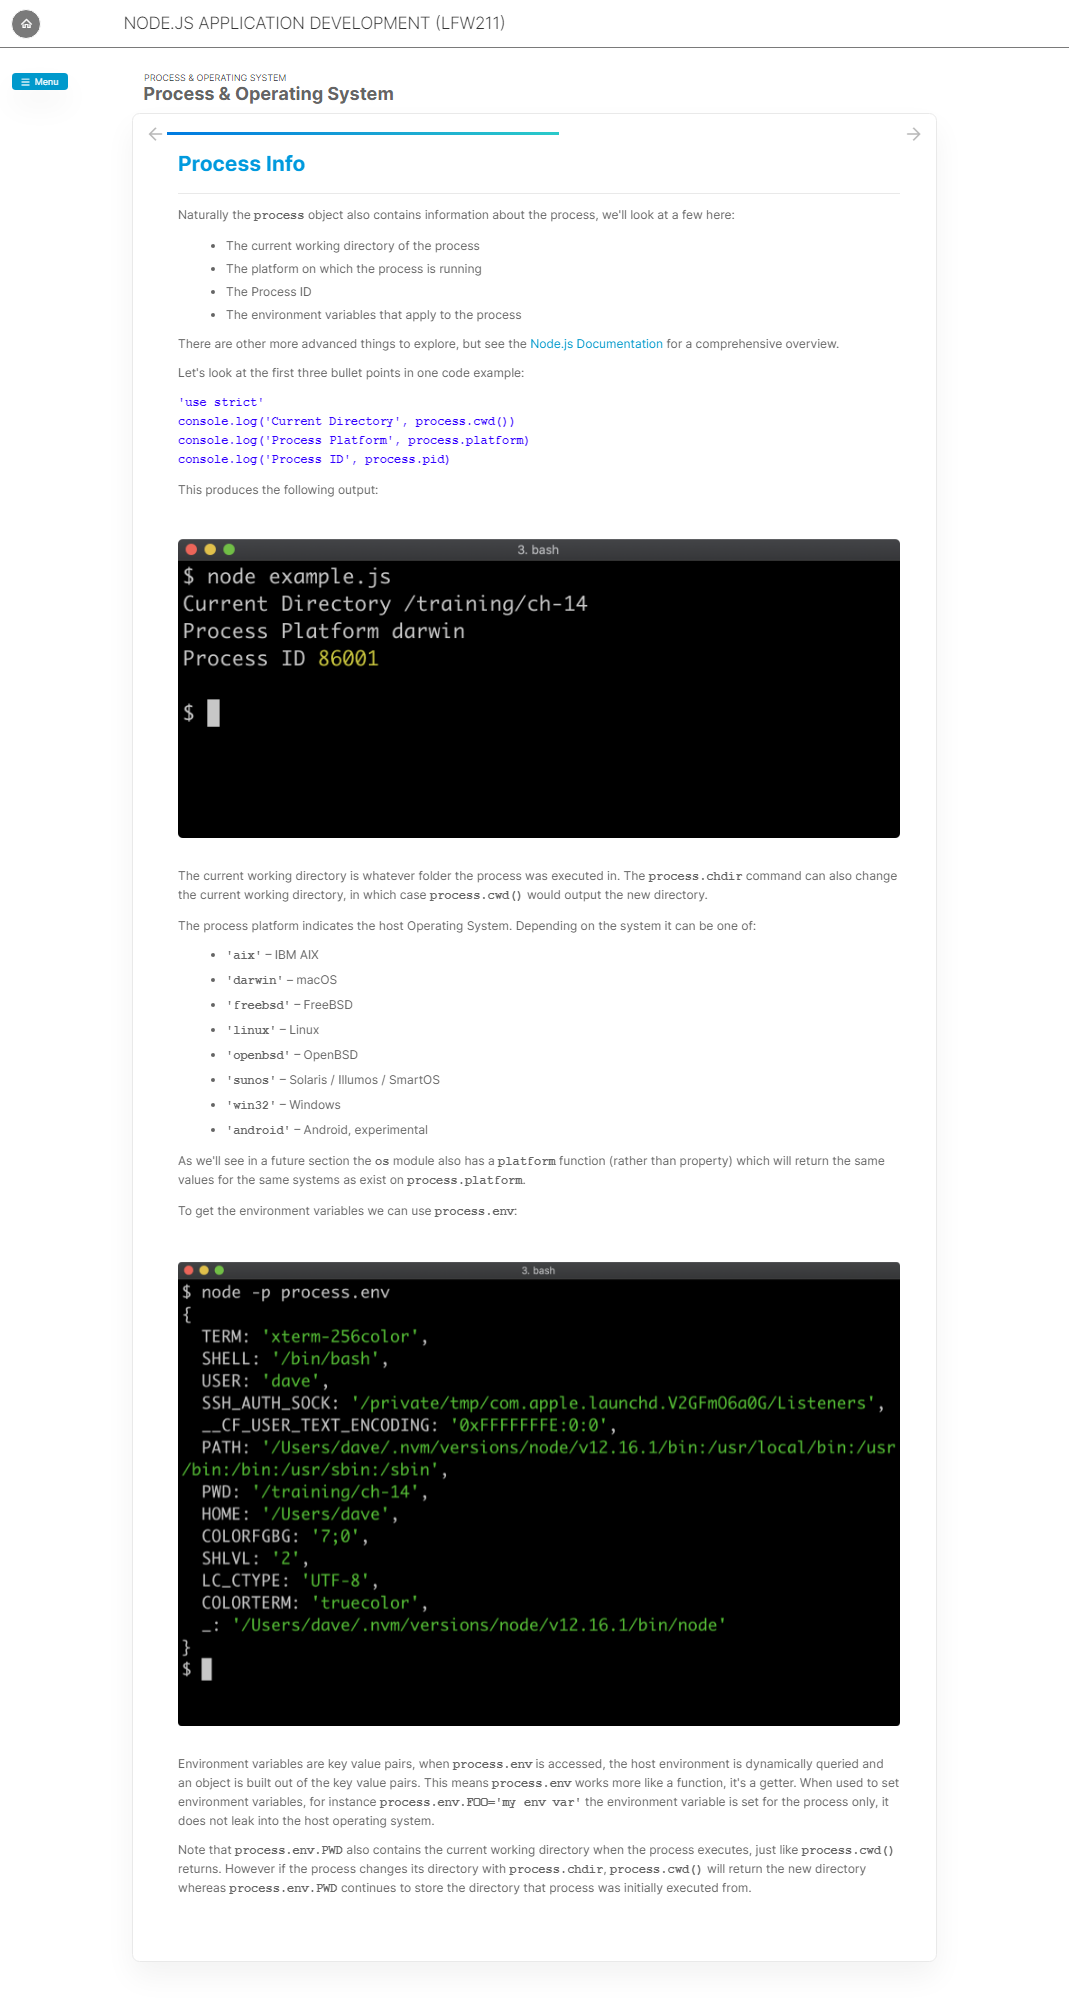 NODE.JS APPLICATION DEVELOPMENT (LFW211)
Menu
PROCESS & OPERATING SYSTEM
Process & Operating System
Process Info
Naturally the process object also contains information about the process, we'll look at a few here:
• The current working directory of the process
• The platform on which the process is running
• The Process ID
• The environment variables that apply to the process
There are other more advanced things to explore, but see the Node.js Documentation for a comprehensive overview.
Let's look at the first three bullet points in one code example:
'use strict'
console.log('Current Directory', process.cwd())
console.log('Process Platform', process.platform)
console.log('Process ID', process.pid)
This produces the following output:
3. bash
$ node example.js
Current Directory /training/ch-14
Process Platform darwin
Process ID 86001
$
The current working directory is whatever folder the process was executed in. The process.chdir command can also change
the current working directory, in which case process.cwd() would output the new directory.
The process platform indicates the host Operating System. Depending on the system it can be one of:
• 'aix' – IBM AIX
• 'darwin' – macOS
• 'freebsd' – FreeBSD
• 'linux' – Linux
• 'openbsd' – OpenBSD
• 'sunos' – Solaris / Illumos / SmartOS
• 'win32' – Windows
• 'android' – Android, experimental
As we'll see in a future section the os module also has a platform function (rather than property) which will return the same
values for the same systems as exist on process.platform.
To get the environment variables we can use process.env:
3. bash
$ node -p process.env
{
  TERM: 'xterm-256color',
  SHELL: '/bin/bash',
  USER: 'dave',
  SSH_AUTH_SOCK: '/private/tmp/com.apple.launchd.V2GFmO6a0G/Listeners',
  __CF_USER_TEXT_ENCODING: '0xFFFFFFFE:0:0',
  PATH: '/Users/dave/.nvm/versions/node/v12.16.1/bin:/usr/local/bin:/usr
/bin:/bin:/usr/sbin:/sbin',
  PWD: '/training/ch-14',
  HOME: '/Users/dave',
  COLORFGBG: '7;0',
  SHLVL: '2',
  LC_CTYPE: 'UTF-8',
  COLORTERM: 'truecolor',
  _: '/Users/dave/.nvm/versions/node/v12.16.1/bin/node'
}
$
Environment variables are key value pairs, when process.env is accessed, the host environment is dynamically queried and
an object is built out of the key value pairs. This means process.env works more like a function, it's a getter. When used to set
environment variables, for instance process.env.FOO='my env var' the environment variable is set for the process only, it
does not leak into the host operating system.
Note that process.env.PWD also contains the current working directory when the process executes, just like process.cwd()
returns. However if the process changes its directory with process.chdir, process.cwd() will return the new directory
whereas process.env.PWD continues to store the directory that process was initially executed from.